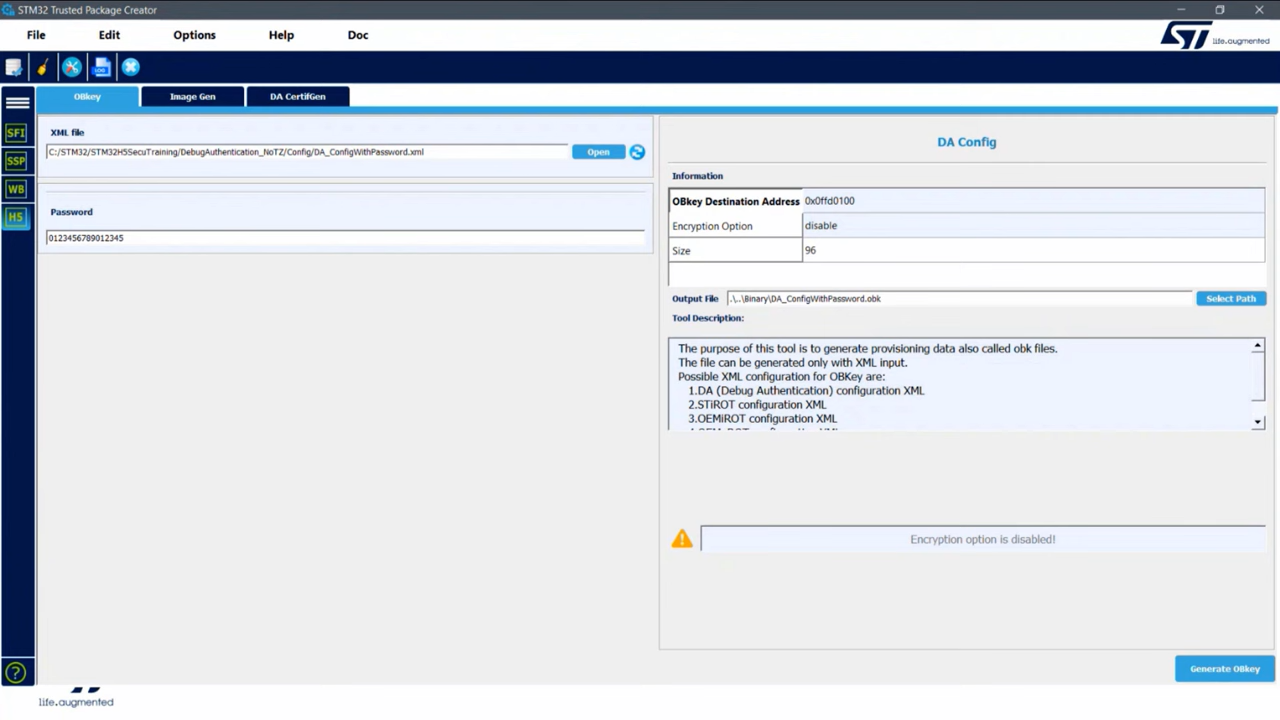 STM32 Trusted Package Creator
File Edit Options Help Doc
ST life.augmented
LOG
OBkey Image Gen DA CertifGen
SFI
SSP
WB
H5
XML file
C:/STM32/STM32H5SecuTraining/DebugAuthentication_NoTZ/Config/DA_ConfigWithPassword.xml Open
Password
0123456789012345
DA Config
Information
OBkey Destination Address 0x0ffd0100
Encryption Option disable
Size 96
Output File .\..\Binary\DA_ConfigWithPassword.obk Select Path
Tool Description:
The purpose of this tool is to generate provisioning data also called obk files.
The file can be generated only with XML input.
Possible XML configuration for OBKey are:
1.DA (Debug Authentication) configuration XML
2.STiROT configuration XML
3.OEMiROT configuration XML
Encryption option is disabled!
Generate OBkey
?
life.augmented